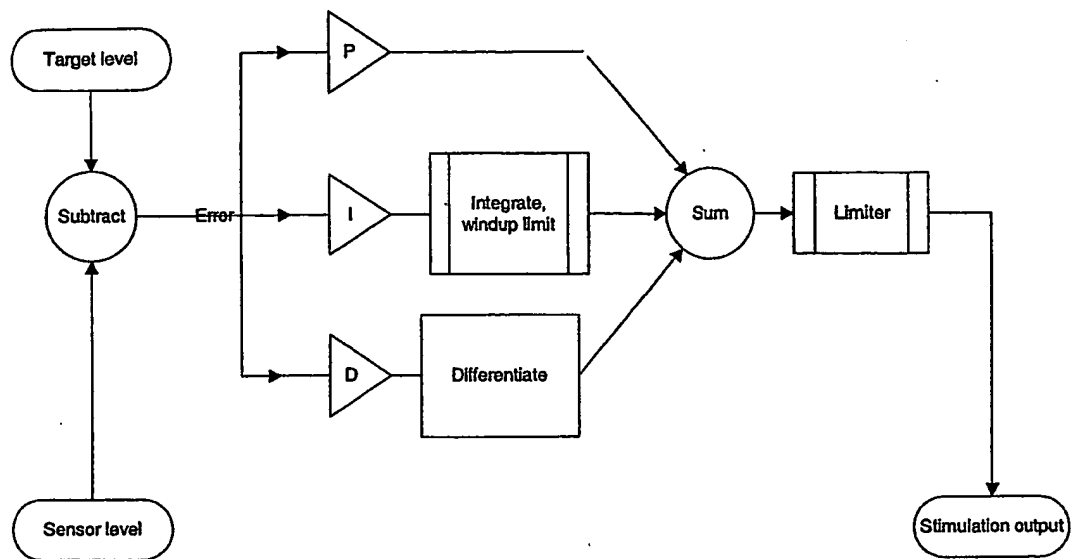 Target level
P
Subtract
Error
I
Integrate,
windup limit
Sum
Limiter
D
Differentiate
Sensor level
Stimulation output